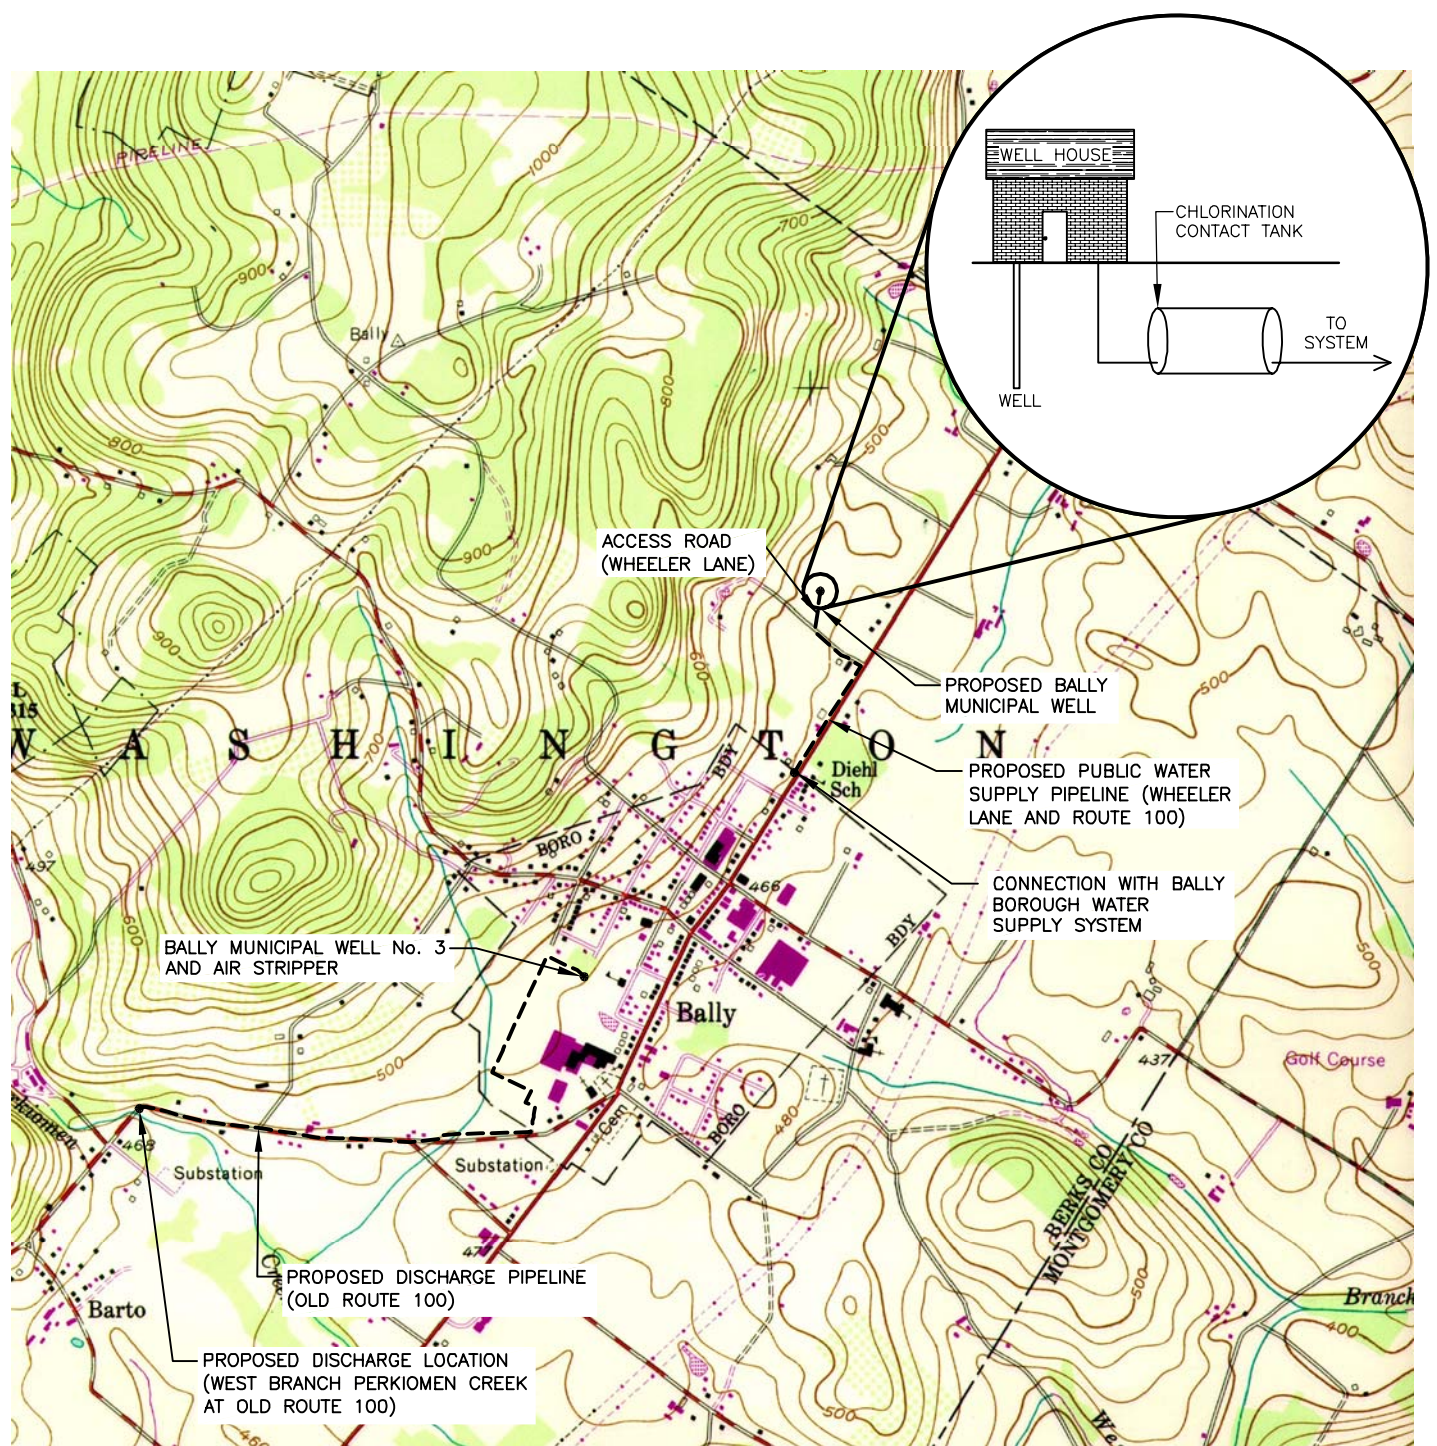 WELL HOUSE
CHLORINATION
CONTACT TANK
TO
SYSTEM
WELL
PIPELINE
1000
700
900
Bally
800
500
800
900
ACCESS ROAD
(WHEELER LANE)
900
600
500
PROPOSED BALLY
MUNICIPAL WELL
W A S H I N G T O N
700
BDY
Diehl
Sch
PROPOSED PUBLIC WATER
SUPPLY PIPELINE (WHEELER
LANE AND ROUTE 100)
BORO
497
466
CONNECTION WITH BALLY
BOROUGH WATER
SUPPLY SYSTEM
600
BDY
500
BALLY MUNICIPAL WELL No. 3
AND AIR STRIPPER
Bally
500
437
Golf Course
480
BORO
Cem
468
Substation
Substation
BERKS CO
MONTGOMERY CO
500
PROPOSED DISCHARGE PIPELINE
(OLD ROUTE 100)
Barto
Branch
400
PROPOSED DISCHARGE LOCATION
(WEST BRANCH PERKIOMEN CREEK
AT OLD ROUTE 100)
500
460